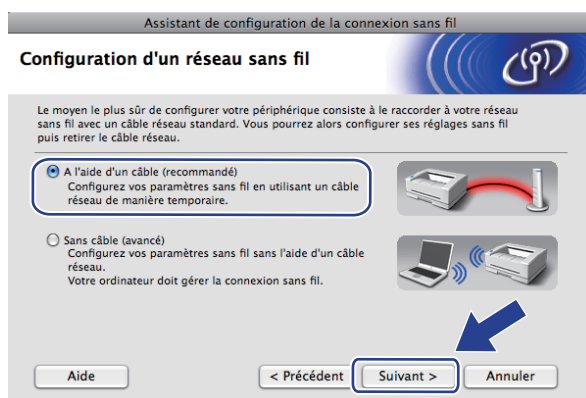 Assistant de configuration de la connexion sans fil
Configuration d'un réseau sans fil
Le moyen le plus sûr de configurer votre périphérique consiste à le raccorder à votre réseau
sans fil avec un câble réseau standard. Vous pourrez alors configurer ses réglages sans fil
puis retirer le câble réseau.
A l'aide d'un câble (recommandé)
Configurez vos paramètres sans fil en utilisant un câble
réseau de manière temporaire.
Sans câble (avancé)
Configurez vos paramètres sans fil sans l'aide d'un câble
réseau.
Votre ordinateur doit gérer la connexion sans fil.
Aide
< Précédent
Suivant >
Annuler